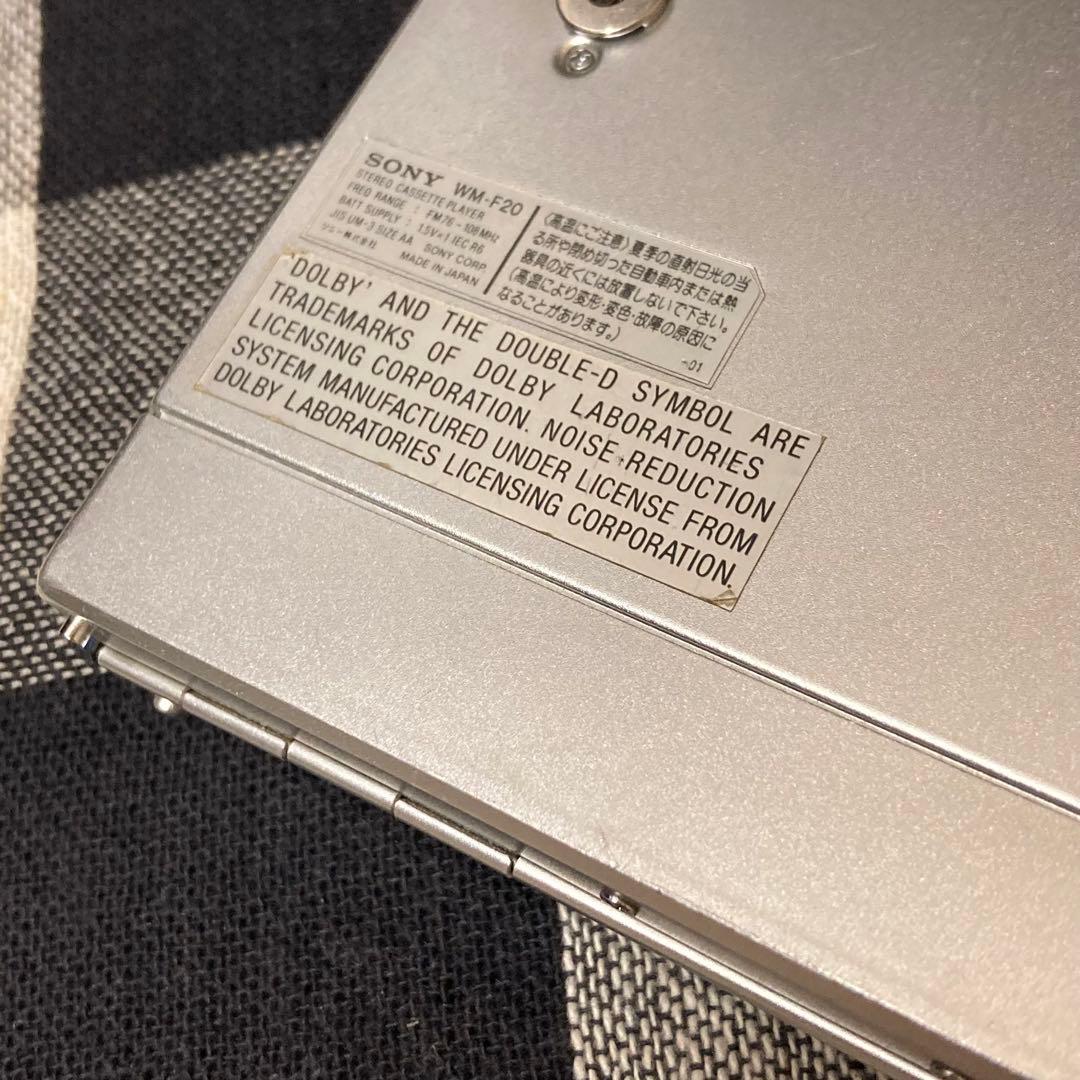 SONY WM-F20
STEREO CASSETTE PLAYER
FREQ RANGE : FM 76 - 108 MHz
BATT SUPPLY : 1.5V×1 IEC R6
JIS UM-3 SIZE AA SONY CORP.
ソニー株式会社 MADE IN JAPAN
〈高温にご注意〉夏季の直射日光の当
る所や閉め切った自動車内または熱
器具の近くには放置しないで下さい。
(高温により変形・変色・故障の原因に
なることがあります。)
-01
'DOLBY' AND THE DOUBLE-D SYMBOL ARE
TRADEMARKS OF DOLBY LABORATORIES
LICENSING CORPORATION. NOISE REDUCTION
SYSTEM MANUFACTURED UNDER LICENSE FROM
DOLBY LABORATORIES LICENSING CORPORATION.